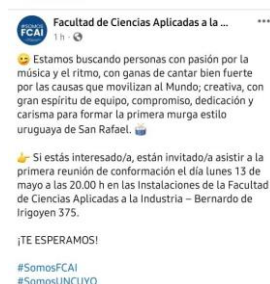 #SOMOS
FCAI
Facultad de Ciencias Aplicadas a la ...
1 h ·
Estamos buscando personas con pasión por la
música y el ritmo, con ganas de cantar bien fuerte
por las causas que movilizan al Mundo; creativa, con
gran espíritu de equipo, compromiso, dedicación y
carisma para formar la primera murga estilo
uruguaya de San Rafael.
Si estás interesado/a, están invitado/a asistir a la
primera reunión de conformación el día lunes 13 de
mayo a las 20.00 h en las Instalaciones de la Facultad
de Ciencias Aplicadas a la Industria – Bernardo de
Irigoyen 375.
¡TE ESPERAMOS!
#SomosFCAI
#SomosUNCUYO